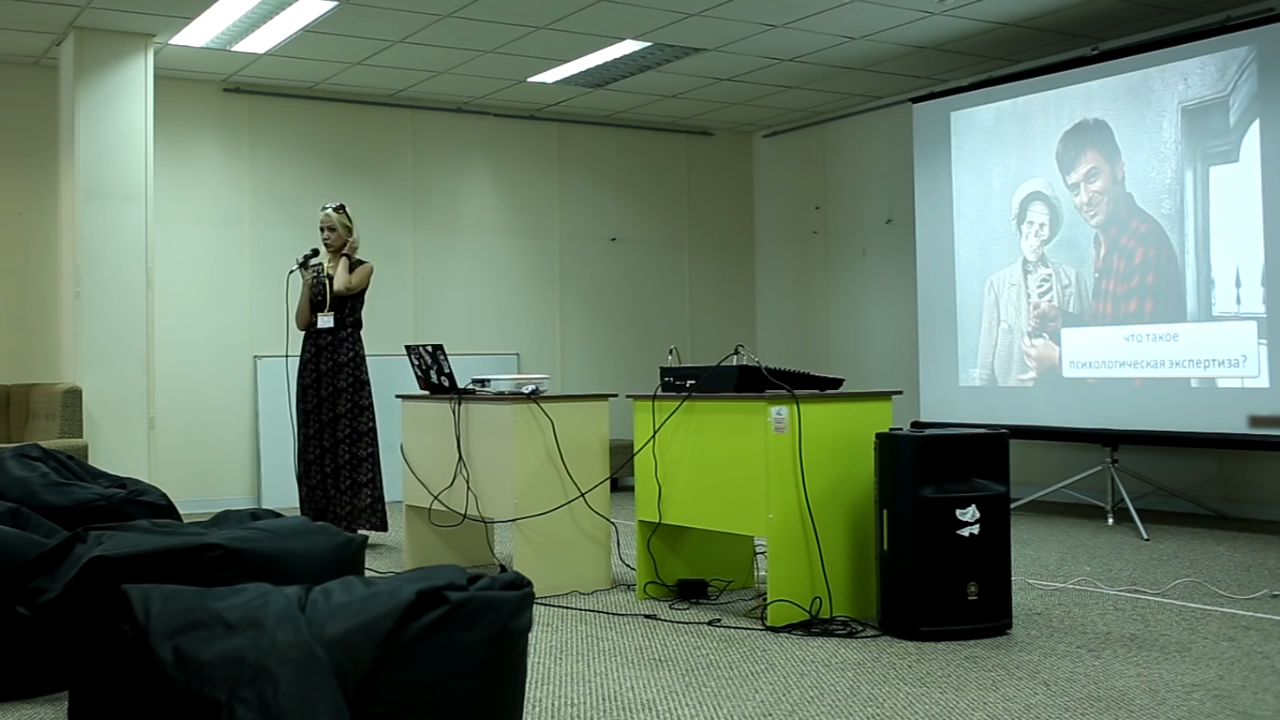 что такое
психологическая экспертиза?